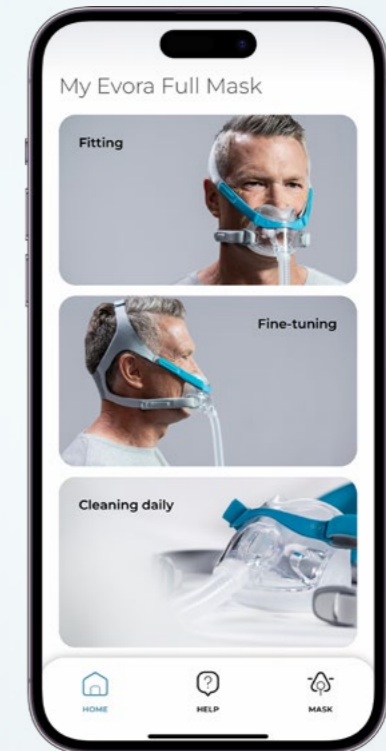 My Evora Full Mask
Fitting
Fine-tuning
Cleaning daily
HOME
HELP
MASK